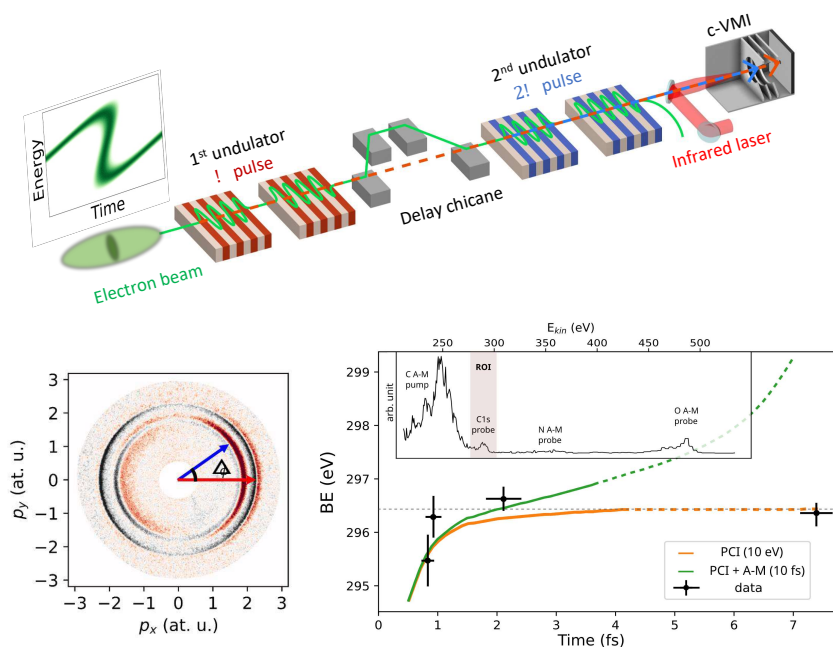 c-VMI
2nd undulator
2! pulse
1st undulator
! pulse
Energy
Time
Infrared laser
Delay chicane
Electron beam
3
2
1
0
−1
−2
−3
py (at. u.)
Δϕ
−3 −2 −1 0 1 2 3
px (at. u.)
Ekin (eV)
250 300 350 400 450 500
arb. unit
C A-M
pump
ROI
C1s
probe
N A-M
probe
O A-M
probe
299
298
297
296
295
BE (eV)
PCI (10 eV)
PCI + A-M (10 fs)
data
0 1 2 3 4 5 6 7
Time (fs)